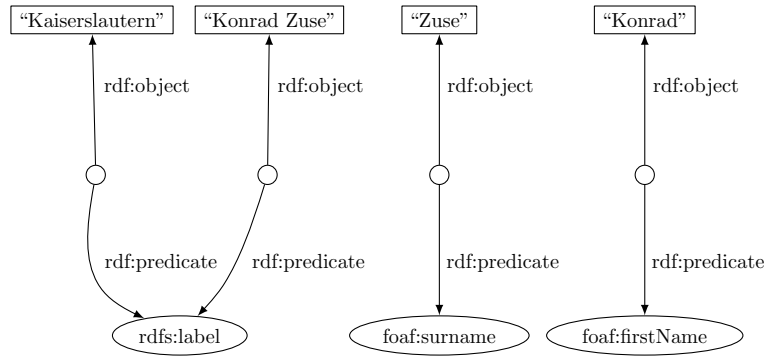 “Kaiserslautern” “Konrad Zuse” “Zuse” “Konrad”
rdf:object rdf:object rdf:object rdf:object
rdf:predicate rdf:predicate rdf:predicate rdf:predicate
rdfs:label foaf:surname foaf:firstName